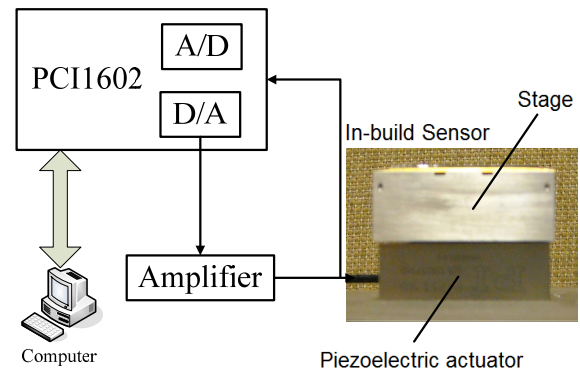 A/D
PCI1602
D/A
Stage
In-build Sensor
Amplifier
Computer
Piezoelectric actuator